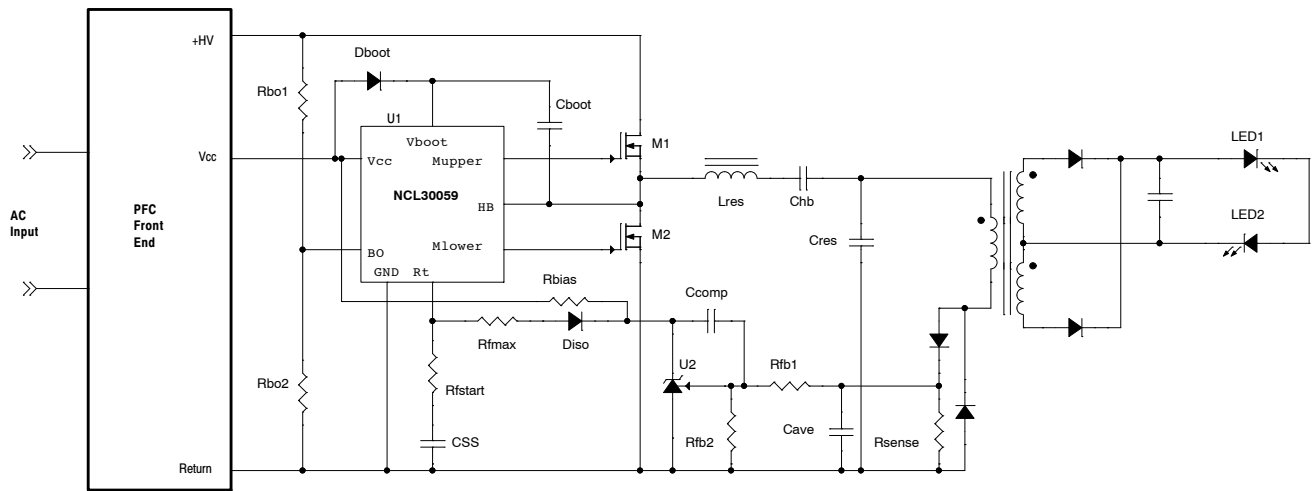 +HV
Dboot
Rbo1
Cboot
U1
Vboot
M1
LED1
Vcc
Vcc
Mupper
NCL30059
Lres
Chb
AC
Input
PFC
Front
End
HB
LED2
M2
Cres
Mlower
BO
GND
Rt
Rbias
Ccomp
Rfmax
Diso
U2
Rfb1
Rbo2
Rfstart
CSS
Rfb2
Cave
Rsense
Return